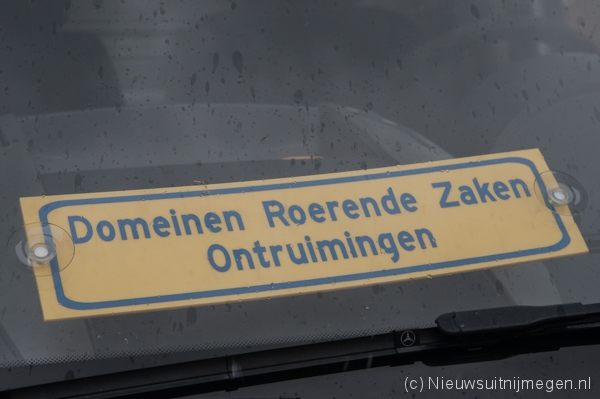 Domeinen Roerende Zaken
Ontruimingen
(c) Nieuwsuitnijmegen.nl